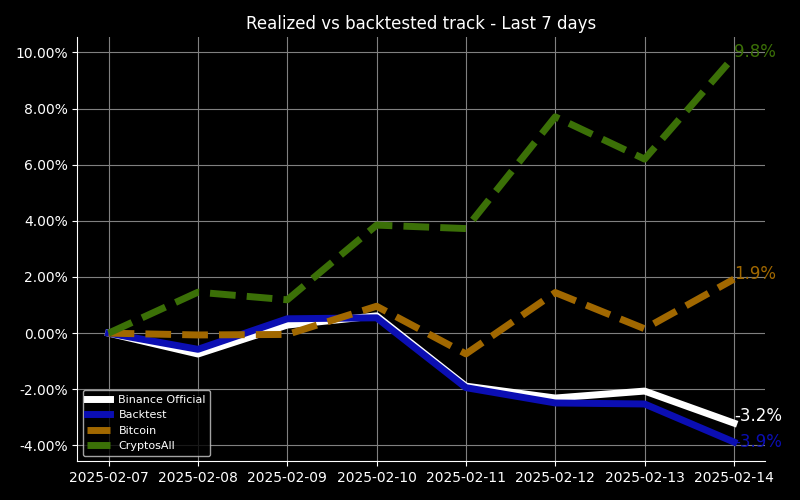 Realized vs backtested track - Last 7 days
10.00%
8.00%
6.00%
4.00%
2.00%
0.00%
-2.00%
-4.00%
9.8%
1.9%
-3.2%
-3.9%
Binance Official
Backtest
Bitcoin
CryptosAll
2025-02-07 2025-02-08 2025-02-09 2025-02-10 2025-02-11 2025-02-12 2025-02-13 2025-02-14